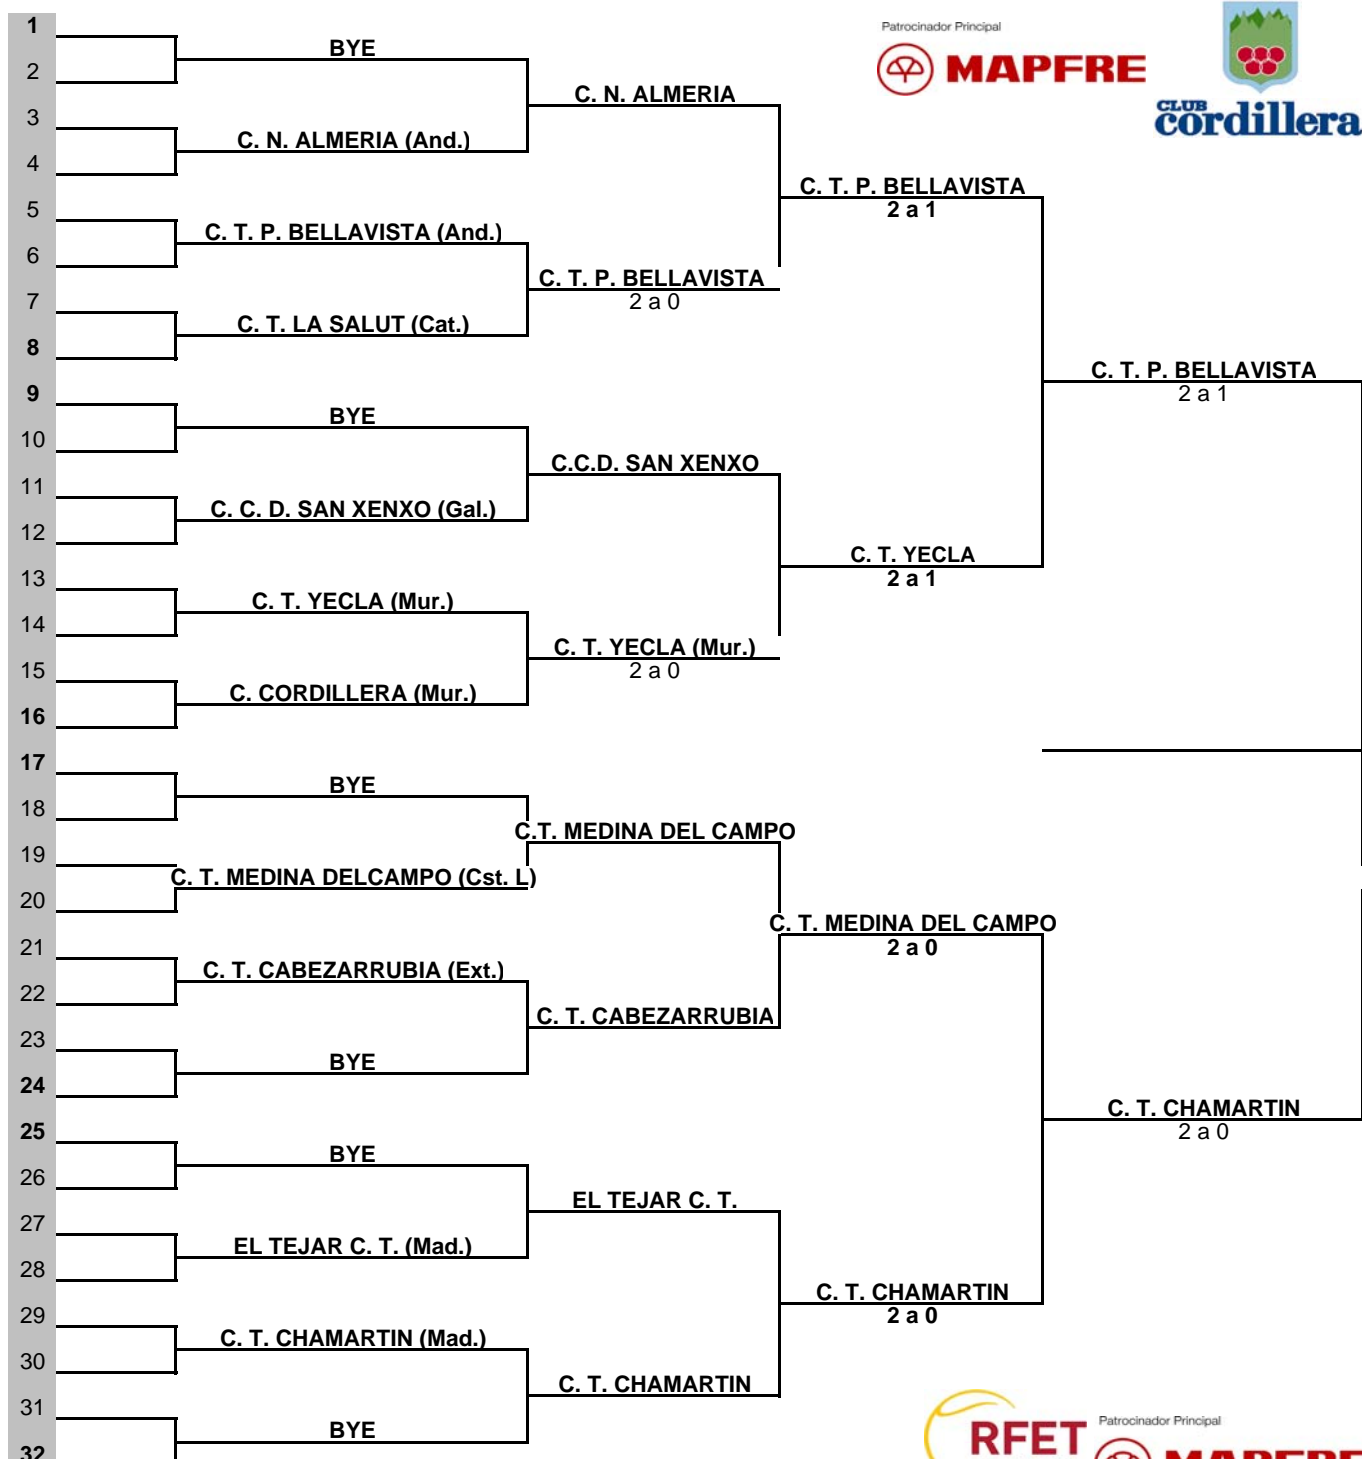 1
Patrocinador Principal
BYE
2
MAPFRE
C. N. ALMERIA
3
CLUB
cordillera
C. N. ALMERIA (And.)
4
C. T. P. BELLAVISTA
2 a 1
5
C. T. P. BELLAVISTA (And.)
6
C. T. P. BELLAVISTA
2 a 0
7
C. T. LA SALUT (Cat.)
8
C. T. P. BELLAVISTA
2 a 1
9
BYE
10
C.C.D. SAN XENXO
11
C. C. D. SAN XENXO (Gal.)
12
C. T. YECLA
2 a 1
13
C. T. YECLA (Mur.)
14
C. T. YECLA (Mur.)
2 a 0
15
C. CORDILLERA (Mur.)
16
17
BYE
18
C.T. MEDINA DEL CAMPO
19
C. T. MEDINA DELCAMPO (Cst. L)
20
C. T. MEDINA DEL CAMPO
2 a 0
21
C. T. CABEZARRUBIA (Ext.)
22
C. T. CABEZARRUBIA
23
BYE
24
C. T. CHAMARTIN
2 a 0
25
BYE
26
EL TEJAR C. T.
27
EL TEJAR C. T. (Mad.)
28
C. T. CHAMARTIN
2 a 0
29
C. T. CHAMARTIN (Mad.)
30
C. T. CHAMARTIN
31
BYE
RFET
Patrocinador Principal
32
MAPFRE